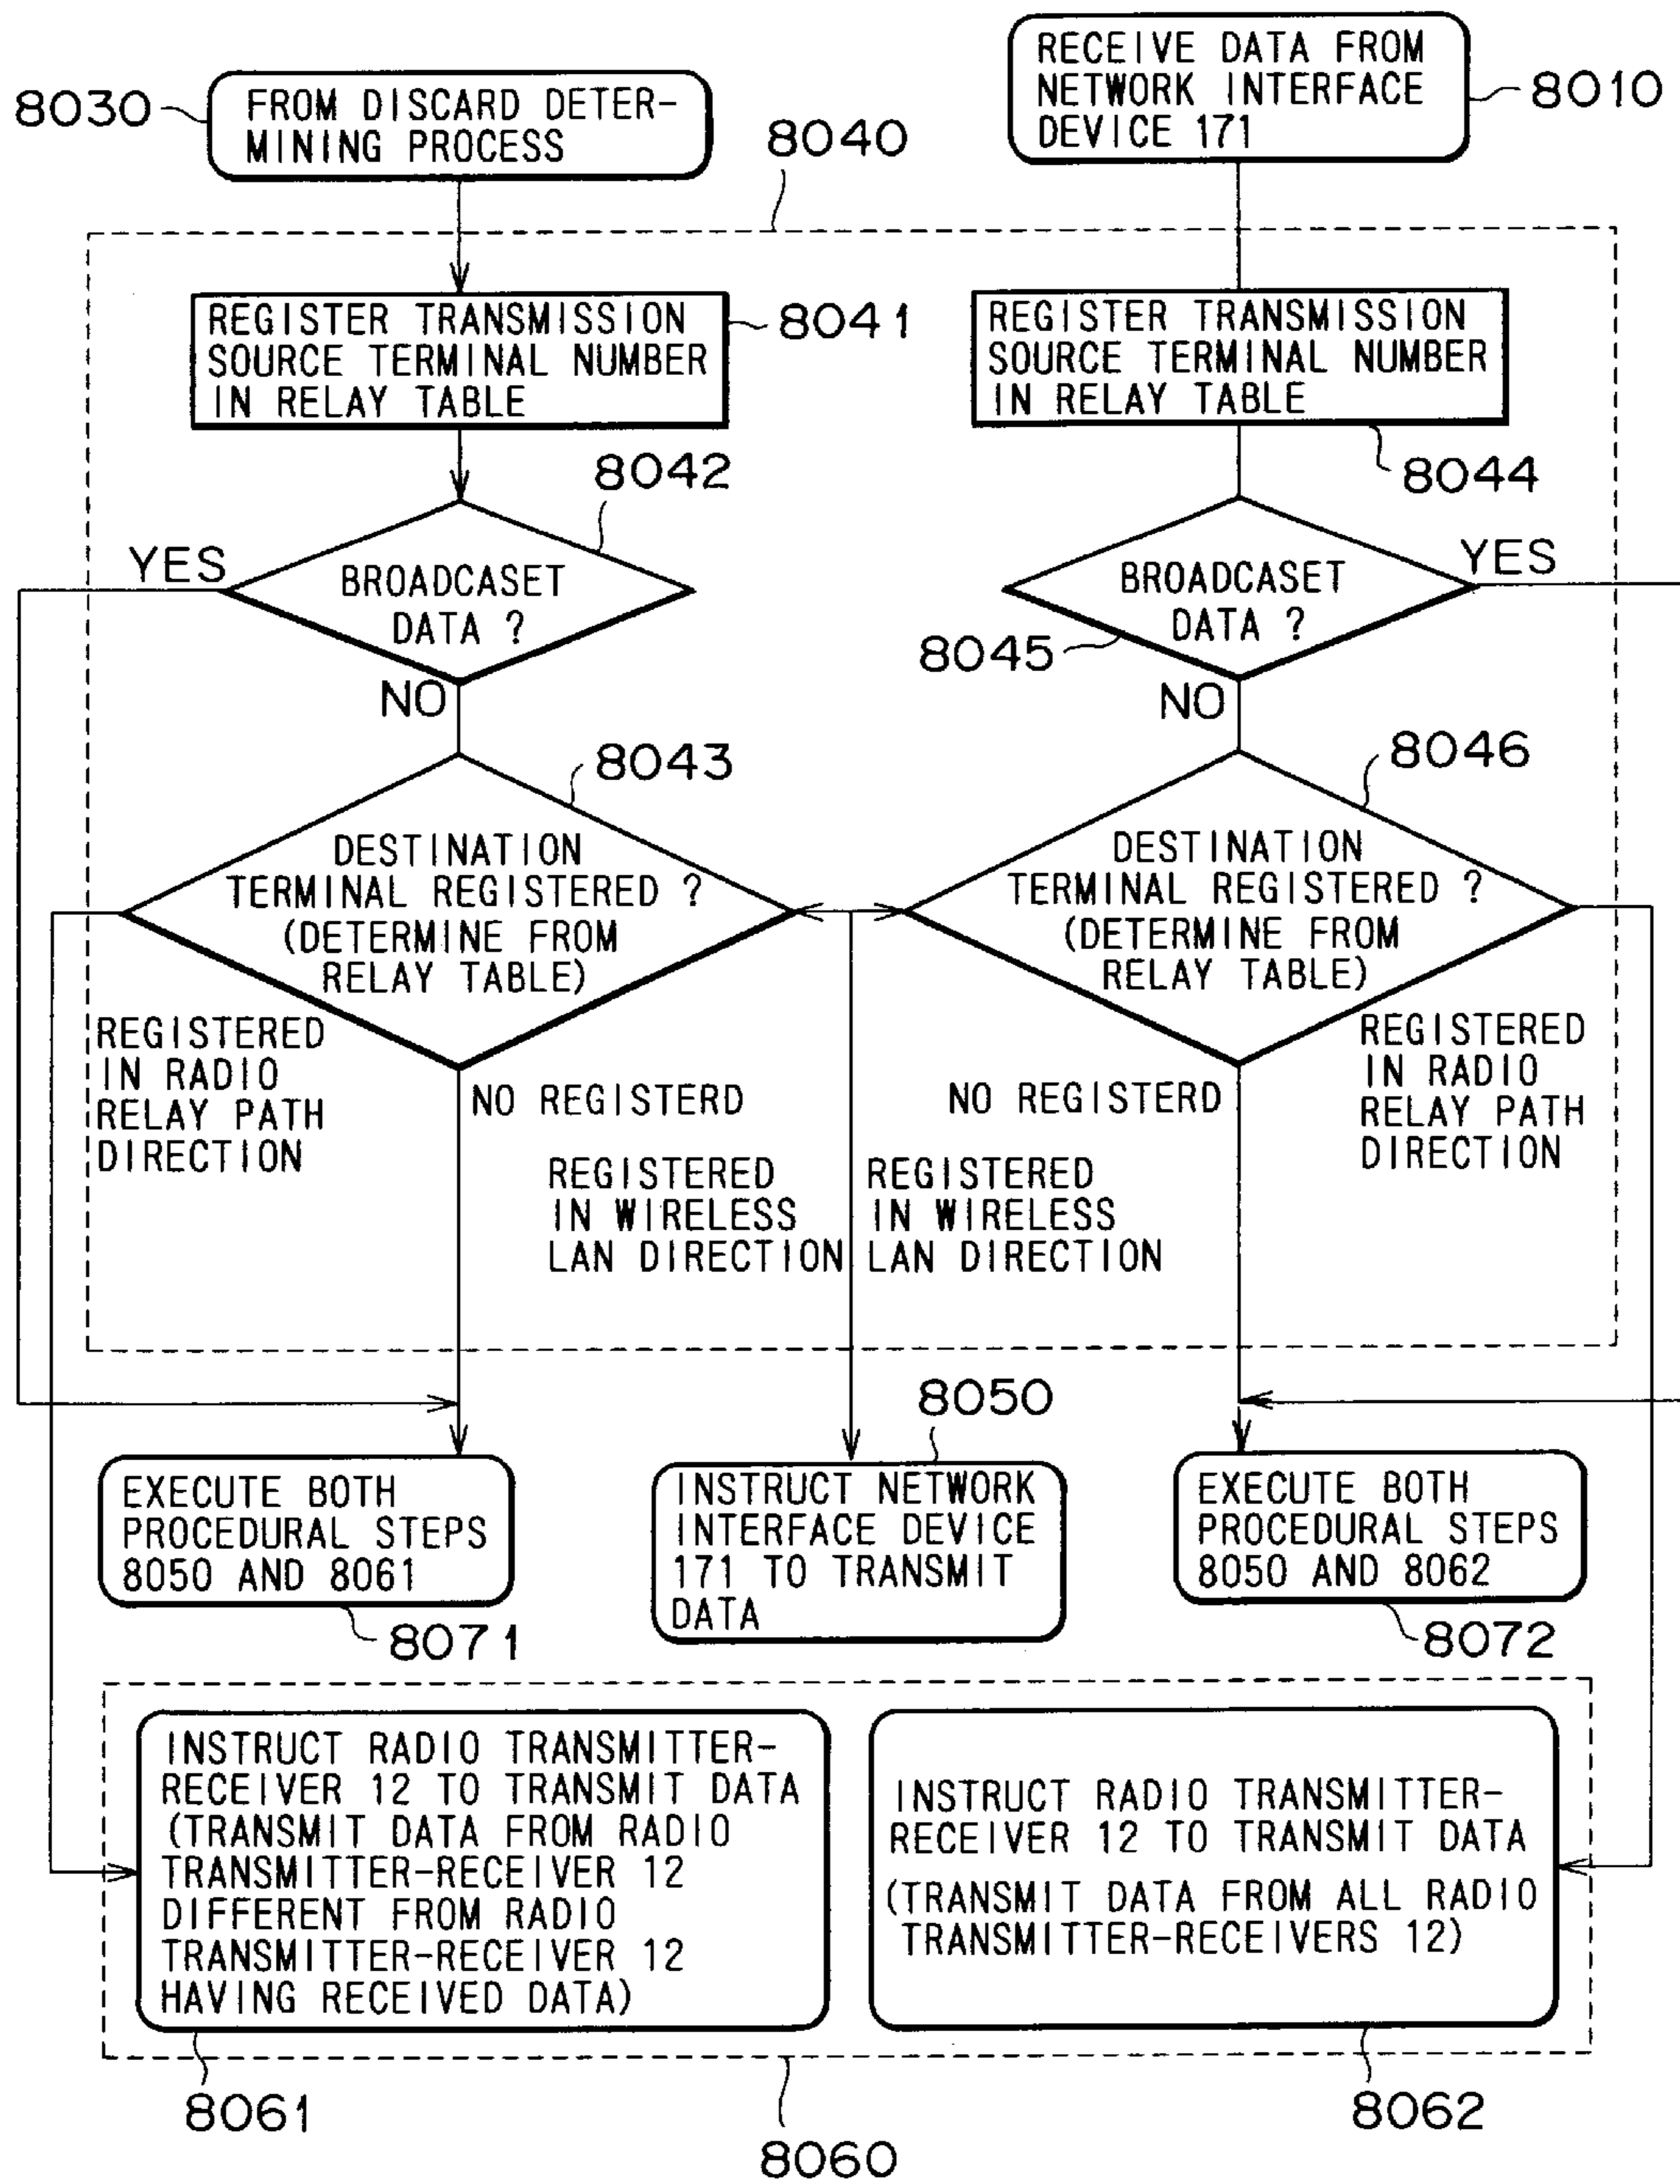 RECEIVE DATA FROM
NETWORK INTERFACE
DEVICE 171
8010
8030
FROM DISCARD DETER-
MINING PROCESS
8040
REGISTER TRANSMISSION
SOURCE TERMINAL NUMBER
IN RELAY TABLE
8041
REGISTER TRANSMISSION
SOURCE TERMINAL NUMBER
IN RELAY TABLE
8044
8042
YES
BROADCASET
DATA ?
NO
YES
BROADCASET
DATA ?
8045
NO
8043
DESTINATION
TERMINAL REGISTERED ?
(DETERMINE FROM
RELAY TABLE)
8046
DESTINATION
TERMINAL REGISTERED ?
(DETERMINE FROM
RELAY TABLE)
REGISTERED
IN RADIO
RELAY PATH
DIRECTION
NO REGISTERD
NO REGISTERD
REGISTERED
IN RADIO
RELAY PATH
DIRECTION
REGISTERED
IN WIRELESS
LAN DIRECTION
REGISTERED
IN WIRELESS
LAN DIRECTION
EXECUTE BOTH
PROCEDURAL STEPS
8050 AND 8061
8071
8050
INSTRUCT NETWORK
INTERFACE DEVICE
171 TO TRANSMIT
DATA
EXECUTE BOTH
PROCEDURAL STEPS
8050 AND 8062
8072
INSTRUCT RADIO TRANSMITTER-
RECEIVER 12 TO TRANSMIT DATA
(TRANSMIT DATA FROM RADIO
TRANSMITTER-RECEIVER 12
DIFFERENT FROM RADIO
TRANSMITTER-RECEIVER 12
HAVING RECEIVED DATA)
INSTRUCT RADIO TRANSMITTER-
RECEIVER 12 TO TRANSMIT DATA
(TRANSMIT DATA FROM ALL RADIO
TRANSMITTER-RECEIVERS 12)
8061
8062
8060